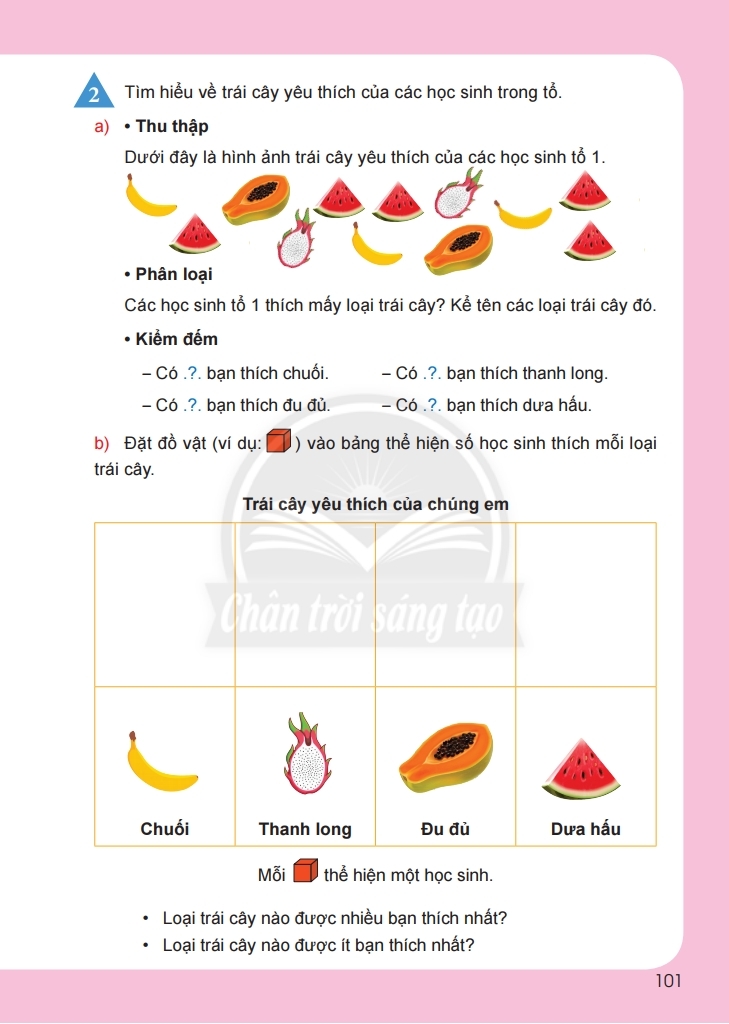 2 Tìm hiểu về trái cây yêu thích của các học sinh trong tổ.
a) • Thu thập
Dưới đây là hình ảnh trái cây yêu thích của các học sinh tổ 1.
• Phân loại
Các học sinh tổ 1 thích mấy loại trái cây? Kể tên các loại trái cây đó.
• Kiểm đếm
– Có .?. bạn thích chuối. – Có .?. bạn thích thanh long.
– Có .?. bạn thích đu đủ. – Có .?. bạn thích dưa hấu.
b) Đặt đồ vật (ví dụ: ) vào bảng thể hiện số học sinh thích mỗi loại
trái cây.
Trái cây yêu thích của chúng em
Chân trời sáng tạo
Chuối Thanh long Đu đủ Dưa hấu
Mỗi thể hiện một học sinh.
• Loại trái cây nào được nhiều bạn thích nhất?
• Loại trái cây nào được ít bạn thích nhất?
101